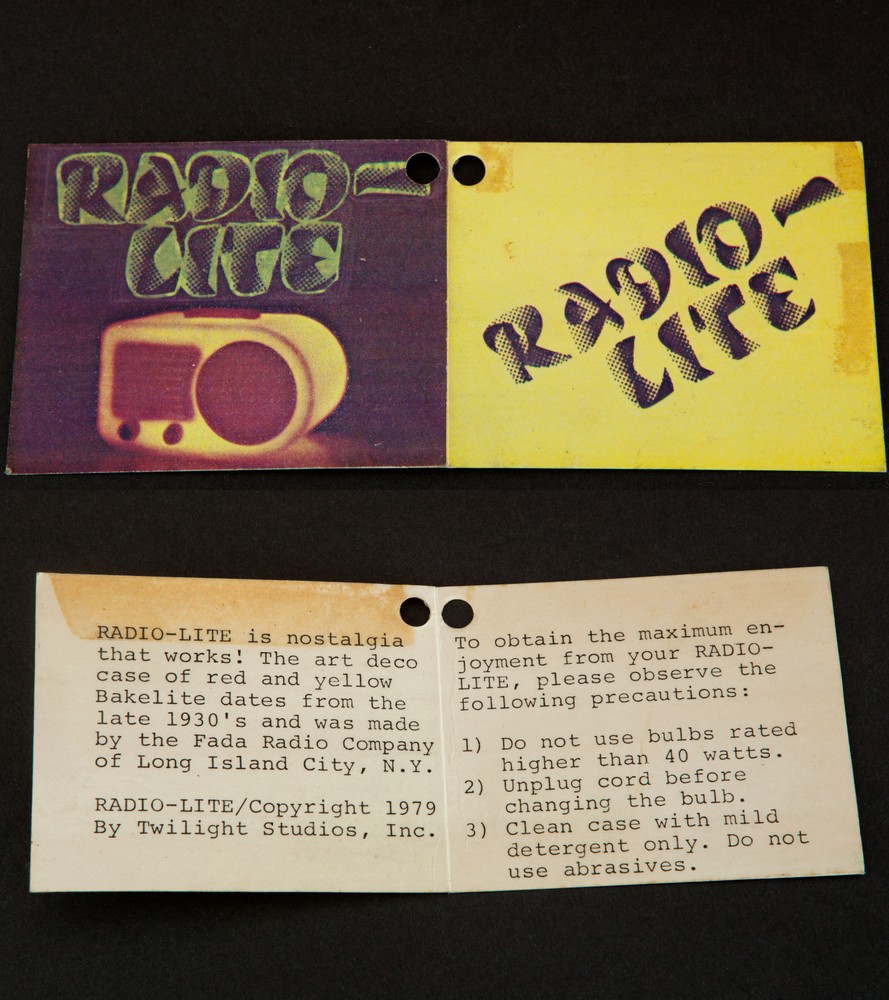 RADIO-
LITE
RADIO-
LITE
RADIO-LITE is nostalgia
that works! The art deco
case of red and yellow
Bakelite dates from the
late 1930's and was made
by the Fada Radio Company
of Long Island City, N.Y.
RADIO-LITE/Copyright 1979
By Twilight Studios, Inc.
To obtain the maximum en-
joyment from your RADIO-
LITE, please observe the
following precautions:
1) Do not use bulbs rated
higher than 40 watts.
2) Unplug cord before
changing the bulb.
3) Clean case with mild
detergent only. Do not
use abrasives.